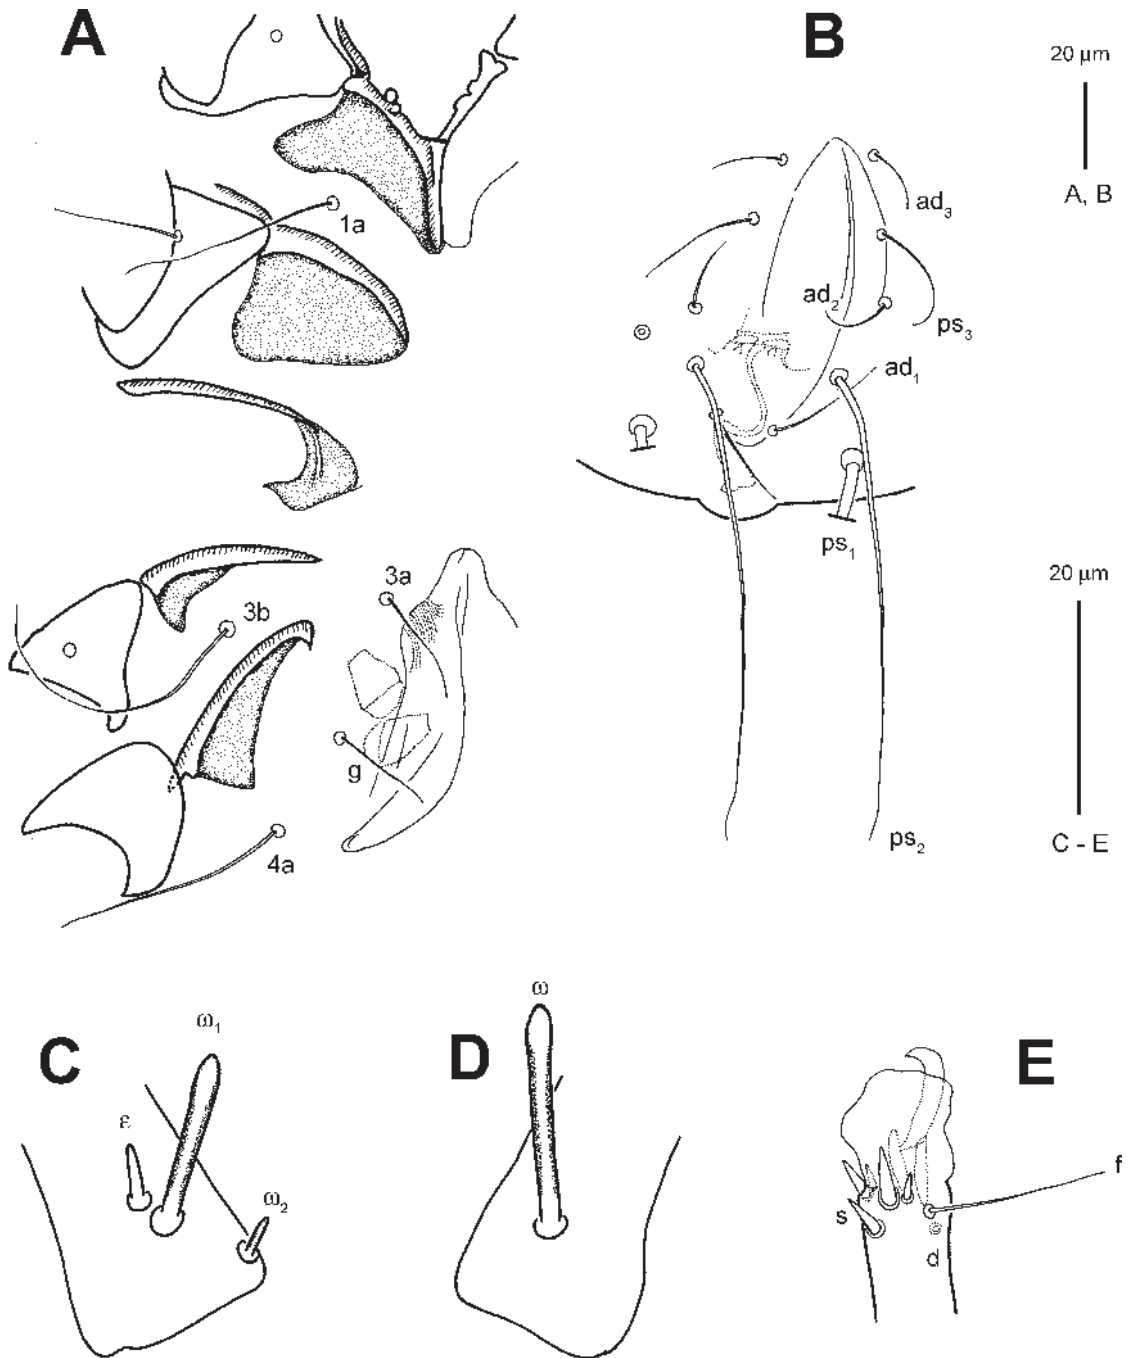 A
B
20 µm
A, B
1a
ad₃
ad₂
ps₃
ad₁
ps₁
20 µm
3a
3b
g
4a
ps₂
C - E
C
ω₁
ε
ω₂
D
ω
E
f
s
d